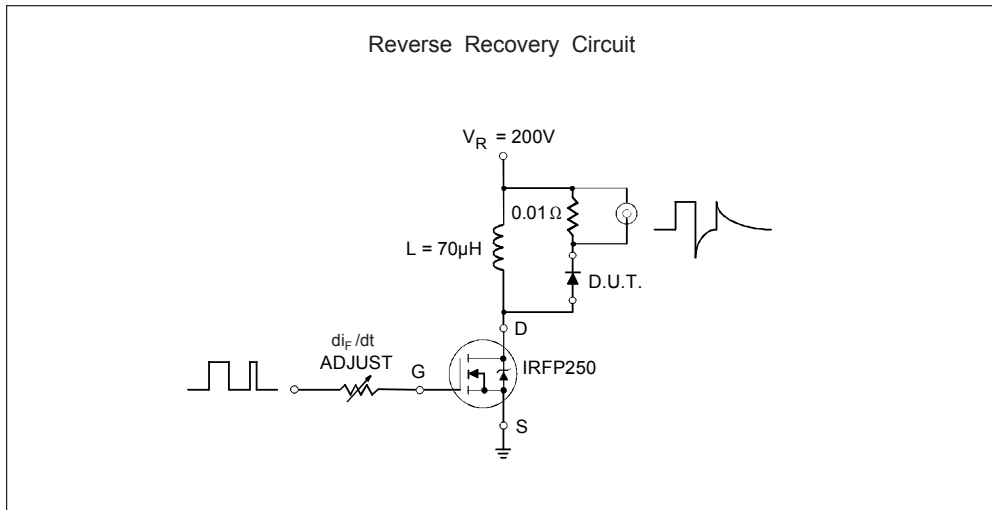 Reverse Recovery Circuit
V_R = 200V
0.01 Ω
L = 70μH
D.U.T.
D
di_F/dt
ADJUST
G
IRFP250
S